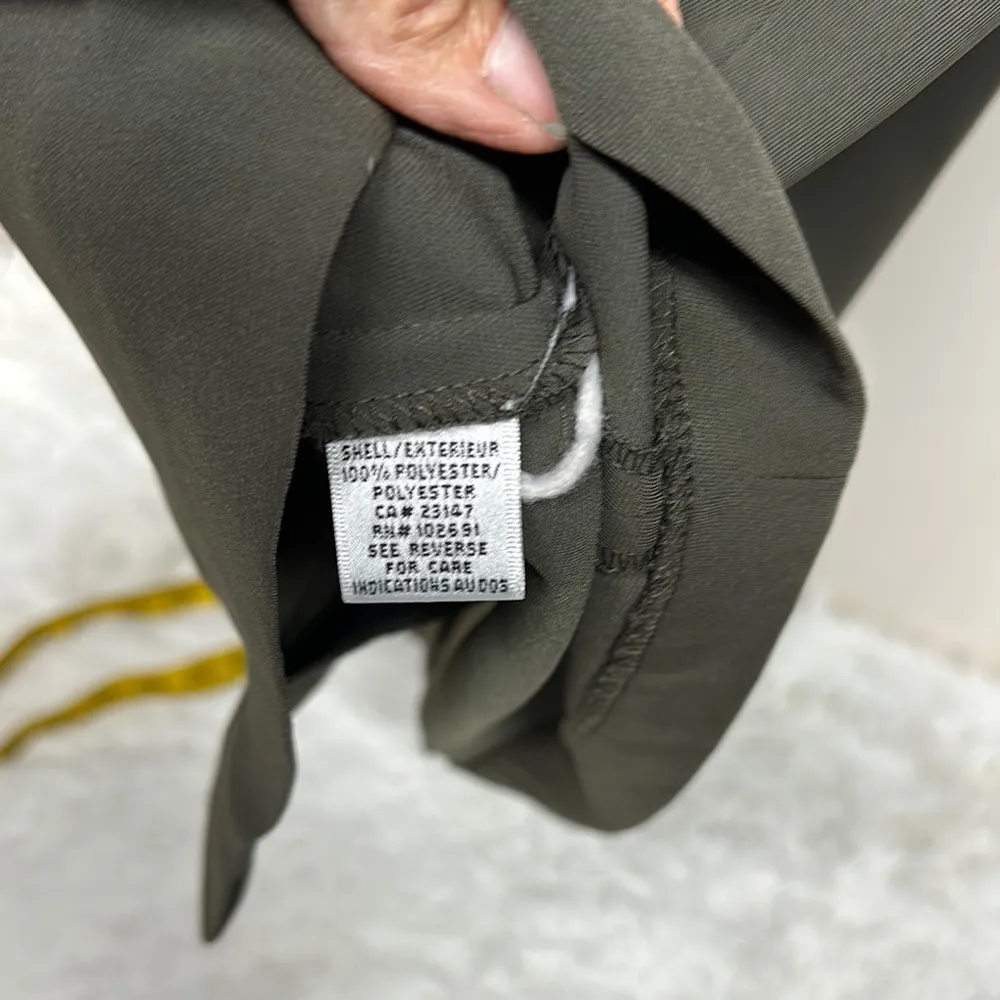 SHELL/EXTERIEUR
100% POLYESTER/
POLYESTER
CA# 23147
RN# 102691
SEE REVERSE
FOR CARE
INDICATIONS AU DOS